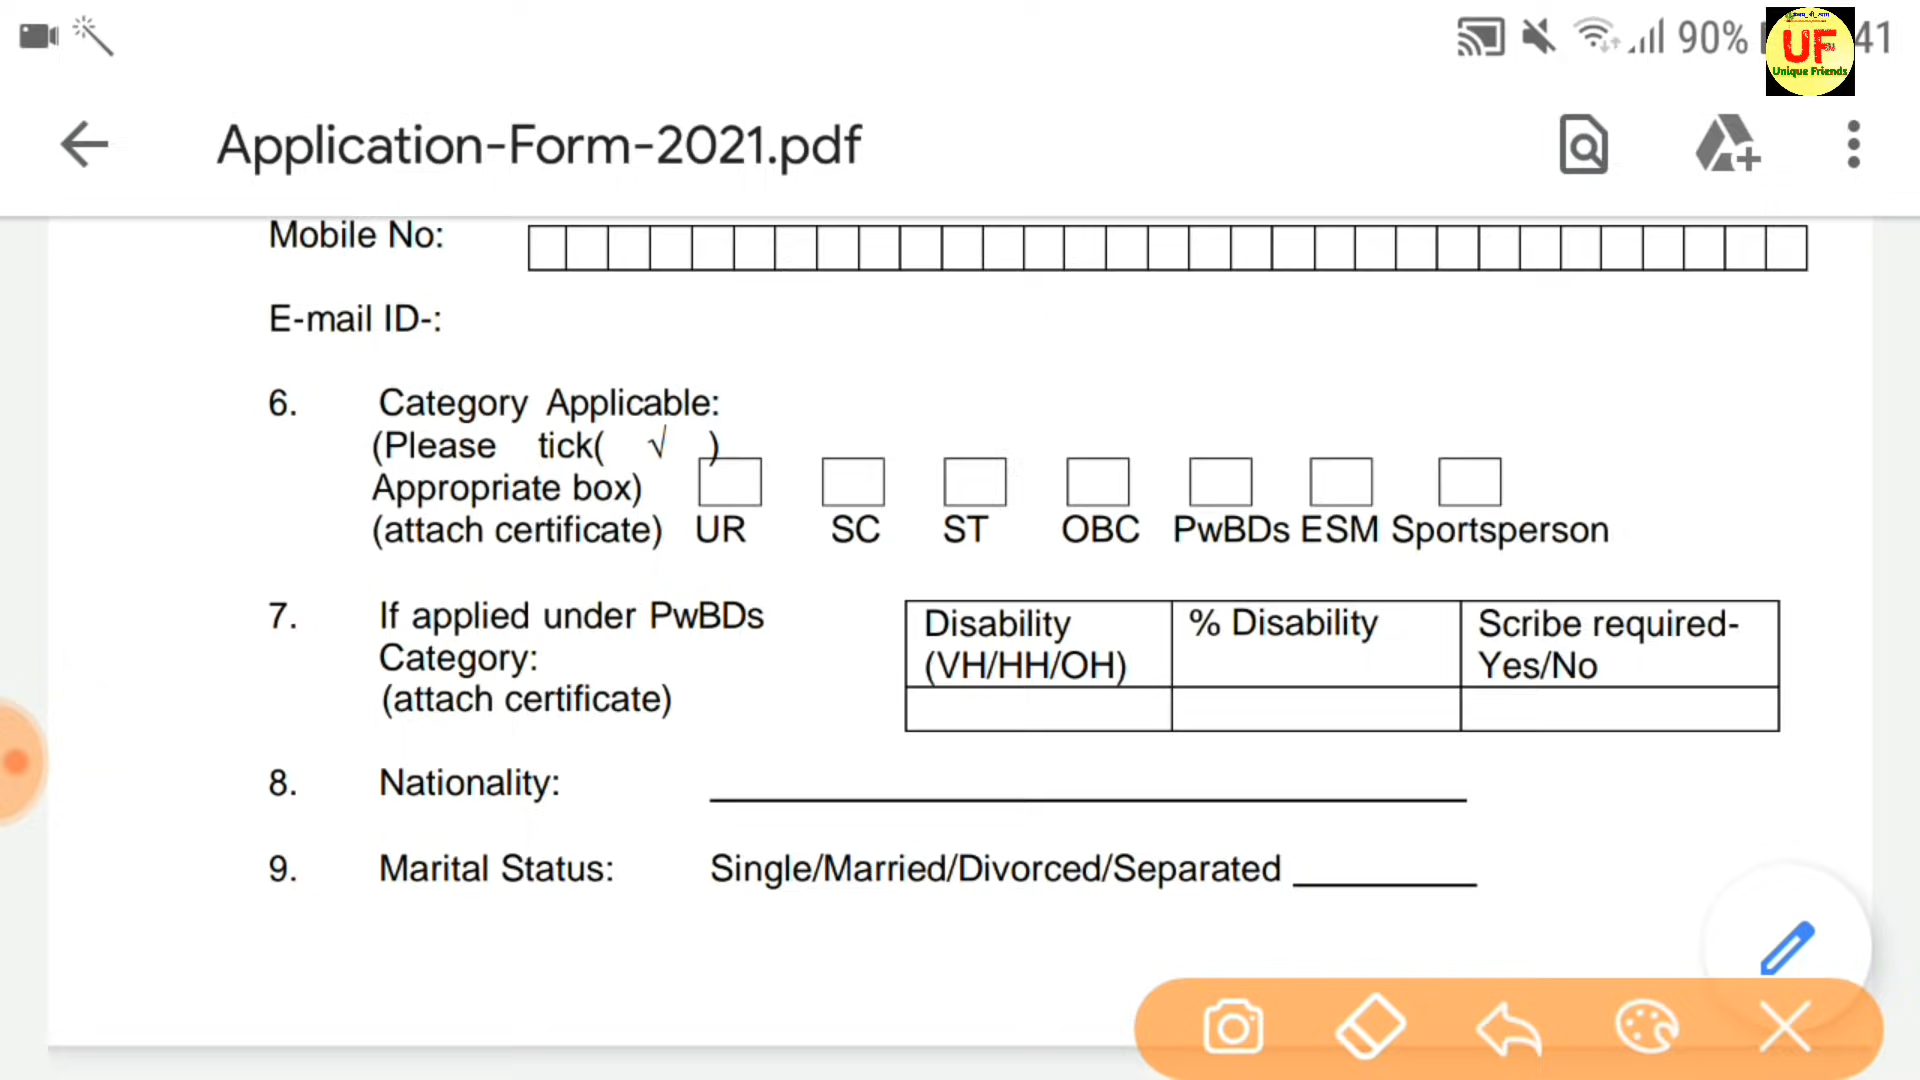 90%
41
UF
Unique Friends
Application-Form-2021.pdf
Mobile No:
E-mail ID-:
6. Category Applicable:
(Please tick( √ )
Appropriate box)
(attach certificate) UR SC ST OBC PwBDs ESM Sportsperson
7. If applied under PwBDs
Category:
(attach certificate)
Disability
(VH/HH/OH)
% Disability
Scribe required-
Yes/No
8. Nationality:
9. Marital Status: Single/Married/Divorced/Separated